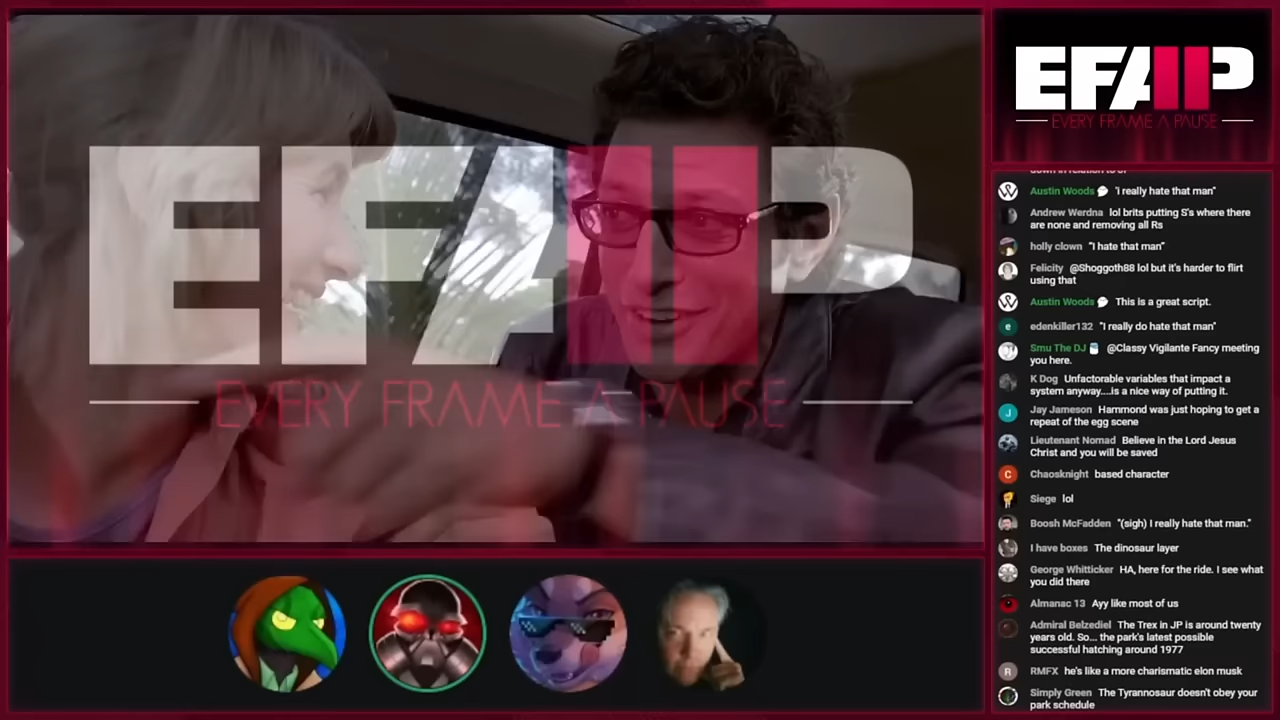 EFAP
EVERY FRAME A PAUSE
EFAP
EVERY FRAME A PAUSE
Austin Woods "I really hate that man"
Andrew Werdna lol brits putting S's where there
are none and removing all Rs
holly clown "I hate that man"
Felicity @Shoggoth88 lol but it's harder to flirt
using that
Austin Woods This is a great script.
edenkiller132 "I really do hate that man"
Smu The DJ @Classy Vigilante Fancy meeting
you here.
K Dog Unfactorable variables that impact a
system anyway....is a nice way of putting it.
Jay Jameson Hammond was just hoping to get a
repeat of the egg scene
Lieutenant Nomad Believe in the Lord Jesus
Christ and you will be saved
Chaosknight based character
Siege lol
Boosh McFadden "(sigh) I really hate that man."
I have boxes The dinosaur layer
George Whitticker HA, here for the ride. I see what
you did there
Almanac 13 Ayy like most of us
Admiral Belzediel The Trex in JP is around twenty
years old. So... the park's latest possible
successful hatching around 1977
RMFX he's like a more charismatic elon musk
Simply Green The Tyrannosaur doesn't obey your
park schedule